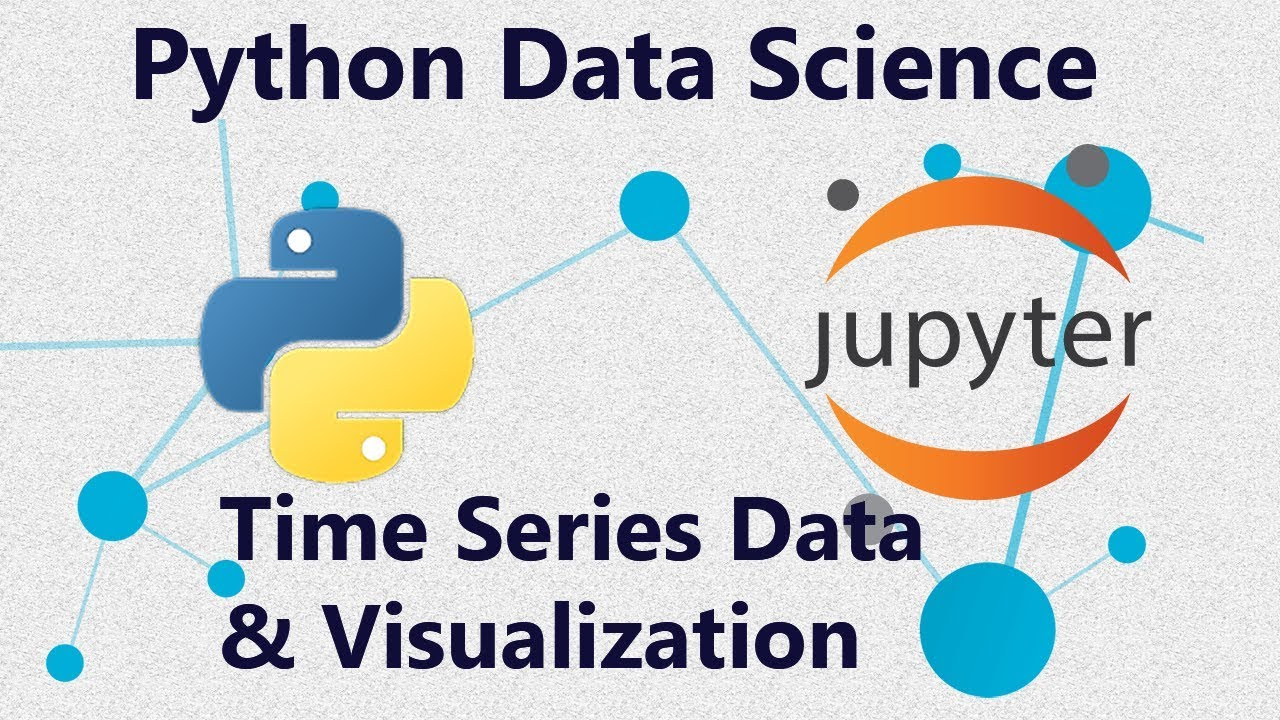 Python Data Science
jupyter
Time Series Data
& Visualization